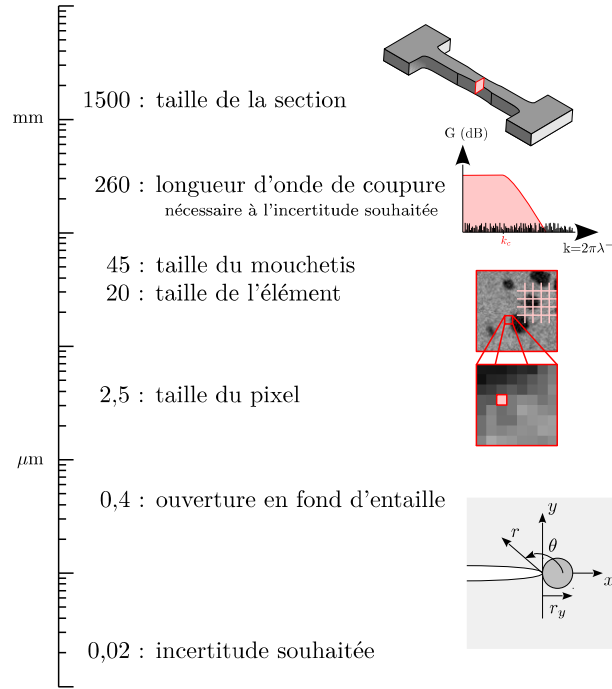 1500 : taille de la section
mm
G (dB)
260 : longueur d'onde de coupure
nécessaire à l'incertitude souhaitée
k_c
k=2πλ⁻
45 : taille du mouchetis
20 : taille de l'élément
2,5 : taille du pixel
μm
0,4 : ouverture en fond d'entaille
y
r
θ
x
r_y
0,02 : incertitude souhaitée